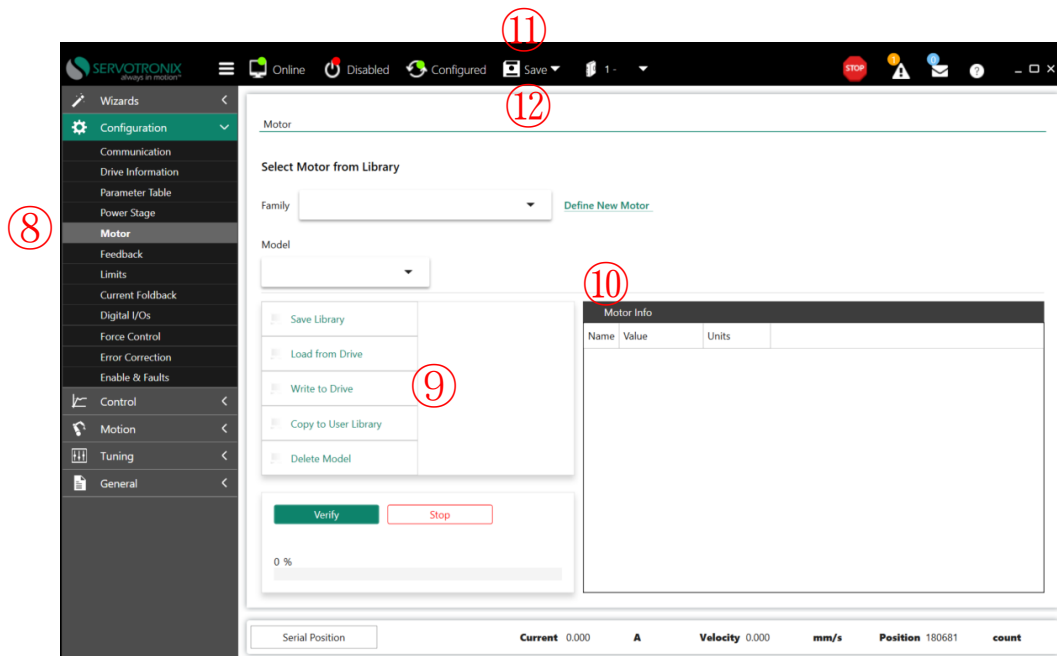 ⑪
SERVOTRONIX
always in motion™
Online
Disabled
Configured
Save
1 -
STOP
1
0
?
⑫
Wizards
Configuration
Communication
Drive Information
Parameter Table
Power Stage
⑧
Motor
Feedback
Limits
Current Foldback
Digital I/Os
Force Control
Error Correction
Enable & Faults
Control
Motion
Tuning
General
Motor
Select Motor from Library
Family
Define New Motor
Model
⑩
Save Library
Load from Drive
Write to Drive
⑨
Copy to User Library
Delete Model
Motor Info
Name Value Units
Verify Stop
0 %
Serial Position Current 0.000 A Velocity 0.000 mm/s Position 180681 count